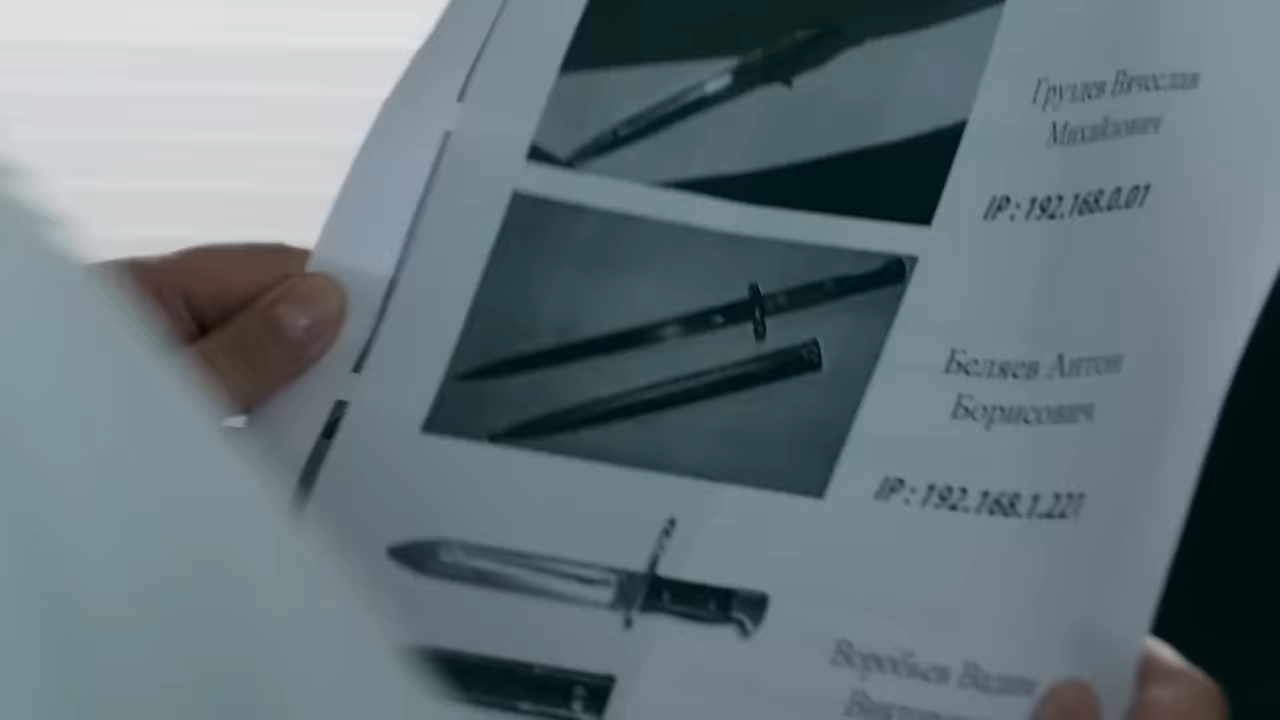 Груздев Вячеслав
Михайлович
IP : 192.168.0.01
Беляев Антон
Борисович
IP : 192.168.1.221
Воробьев Вадим